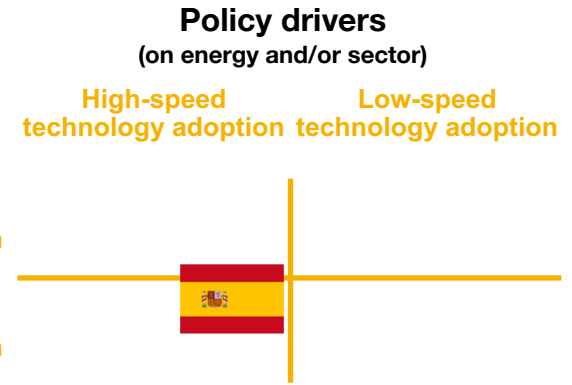 Policy drivers
(on energy and/or sector)
High-speed Low-speed
technology adoption technology adoption